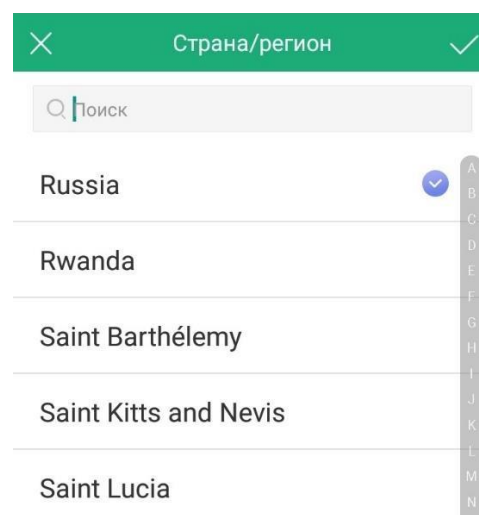 Страна/регион
Поиск
Russia
Rwanda
Saint Barthélemy
Saint Kitts and Nevis
Saint Lucia
A
B
C
D
E
F
G
H
I
J
K
L
M
N